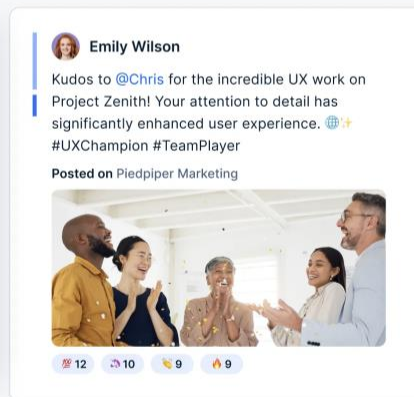 Emily Wilson
Kudos to @Chris for the incredible UX work on
Project Zenith! Your attention to detail has
significantly enhanced user experience. 🌐✨
#UXChampion #TeamPlayer
Posted on Piedpiper Marketing
💯 12 🦄 10 👏 9 🔥 9